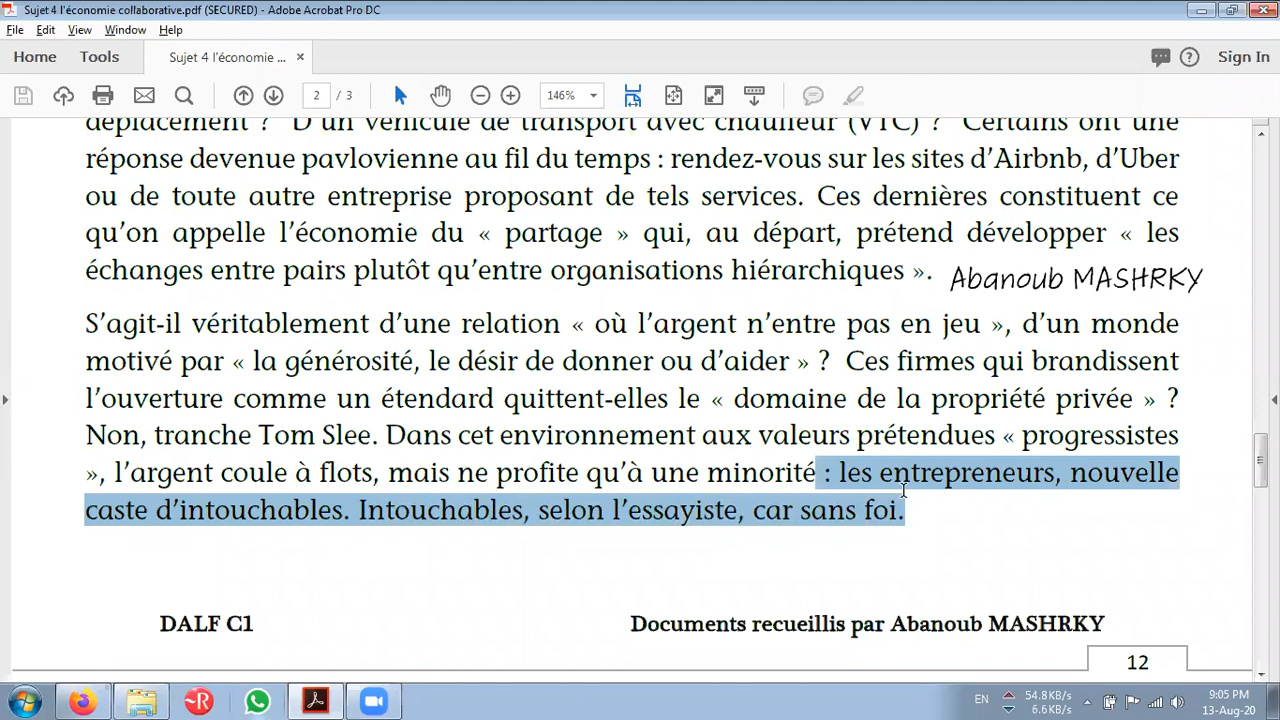 Sujet 4 l'économie collaborative.pdf (SECURED) - Adobe Acrobat Pro DC
File Edit View Window Help
Home Tools Sujet 4 l'économie ... × Sign In
2 / 3 146%
déplacement ? D'un véhicule de transport avec chauffeur (VTC) ? Certains ont une
réponse devenue pavlovienne au fil du temps : rendez-vous sur les sites d'Airbnb, d'Uber
ou de toute autre entreprise proposant de tels services. Ces dernières constituent ce
qu'on appelle l'économie du « partage » qui, au départ, prétend développer « les
échanges entre pairs plutôt qu'entre organisations hiérarchiques ». Abanoub MASHRKY
S'agit-il véritablement d'une relation « où l'argent n'entre pas en jeu », d'un monde
motivé par « la générosité, le désir de donner ou d'aider » ? Ces firmes qui brandissent
l'ouverture comme un étendard quittent-elles le « domaine de la propriété privée » ?
Non, tranche Tom Slee. Dans cet environnement aux valeurs prétendues « progressistes
», l'argent coule à flots, mais ne profite qu'à une minorité : les entrepreneurs, nouvelle
caste d'intouchables. Intouchables, selon l'essayiste, car sans foi.
DALF C1 Documents recueillis par Abanoub MASHRKY
12
EN 54.8KB/s 9:05 PM
6.6KB/s 13-Aug-20